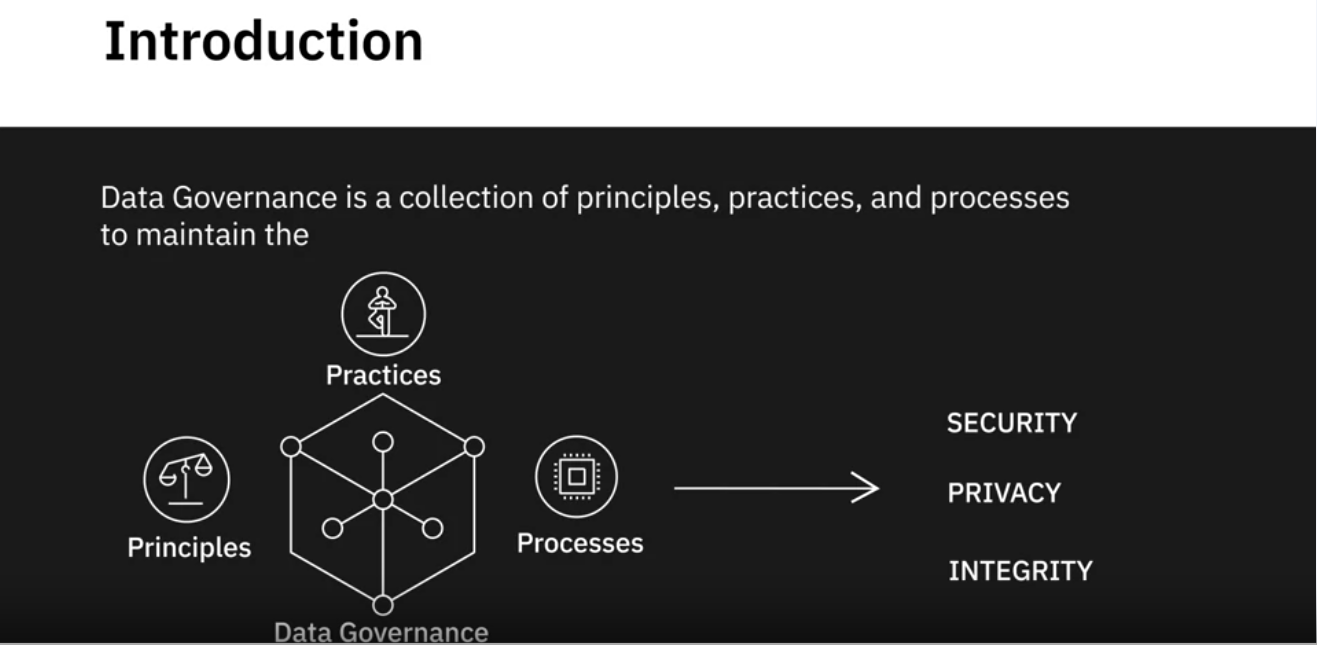 Introduction
Data Governance is a collection of principles, practices, and processes
to maintain the
Practices
Principles
Processes
Data Governance
SECURITY
PRIVACY
INTEGRITY